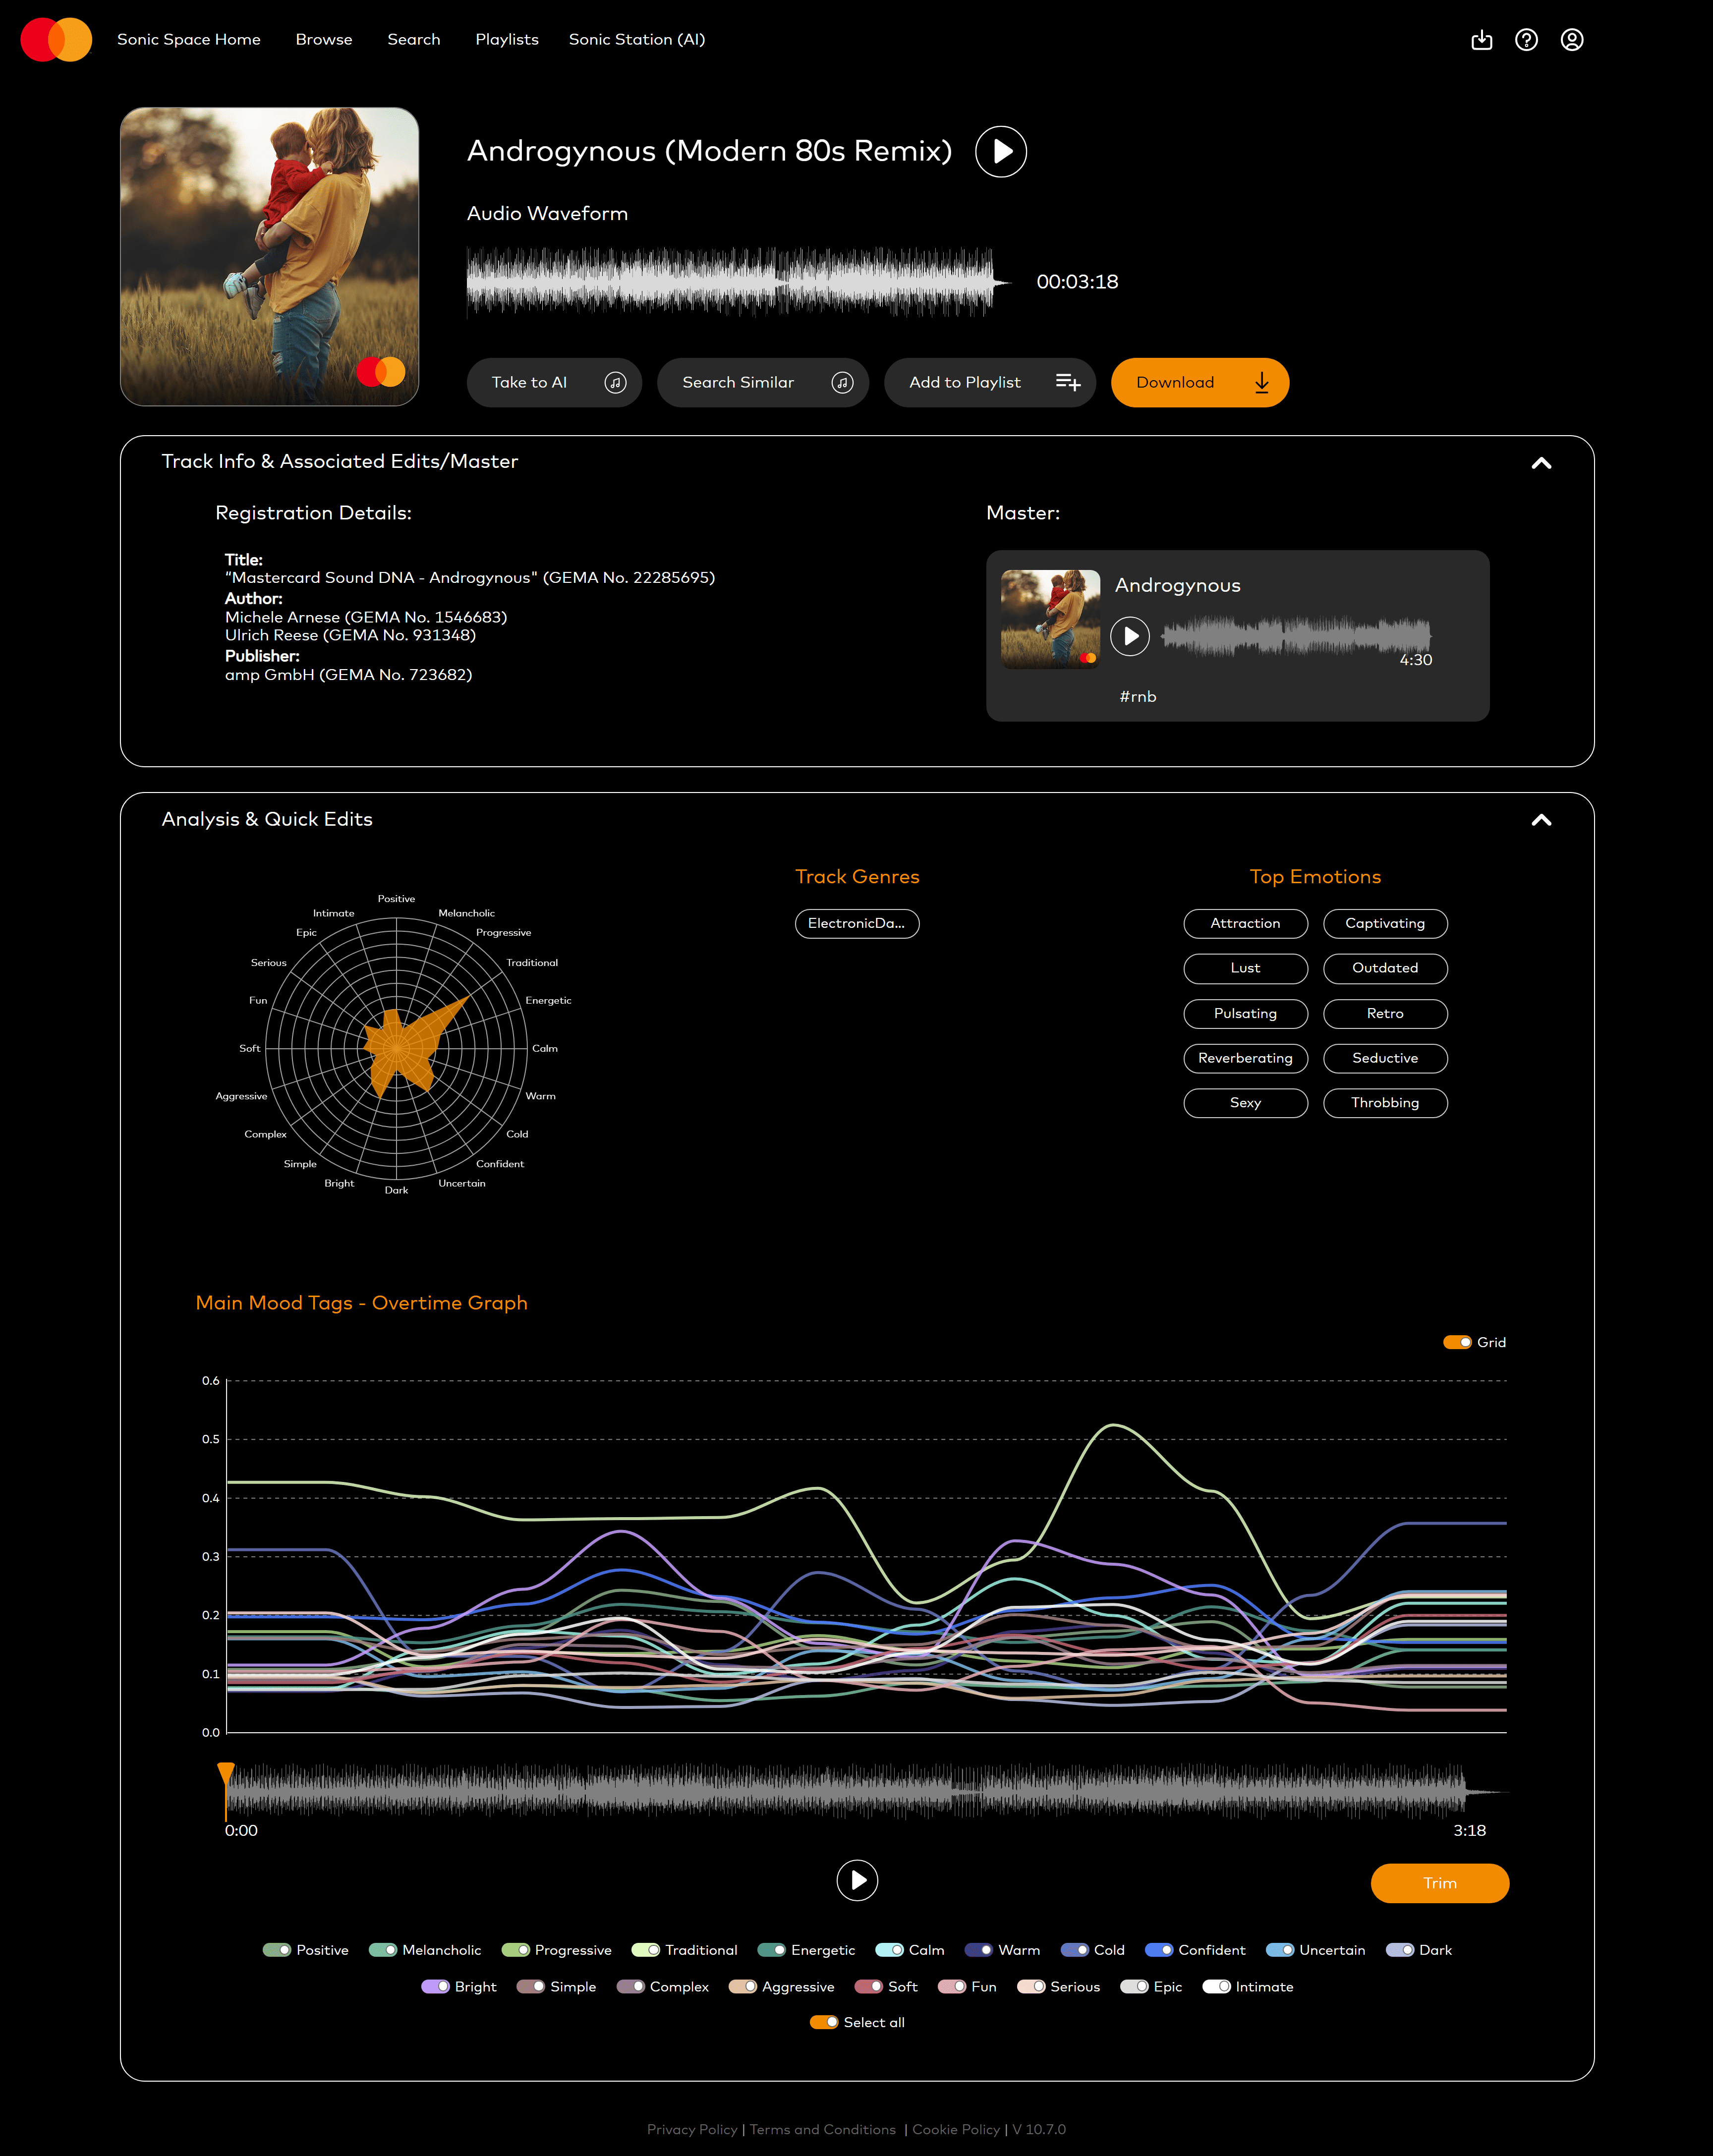 Sonic Space Home Browse Search Playlists Sonic Station (AI)
Androgynous (Modern 80s Remix)
Audio Waveform
00:03:18
Take to AI Search Similar Add to Playlist Download
Track Info & Associated Edits/Master
Registration Details:
Title:
“Mastercard Sound DNA - Androgynous" (GEMA No. 22285695)
Author:
Michele Arnese (GEMA No. 1546683)
Ulrich Reese (GEMA No. 931348)
Publisher:
amp GmbH (GEMA No. 723682)
Master:
Androgynous
4:30
#rnb
Analysis & Quick Edits
Positive
Melancholic
Progressive
Traditional
Energetic
Calm
Warm
Cold
Confident
Uncertain
Dark
Bright
Simple
Complex
Aggressive
Soft
Fun
Serious
Epic
Intimate
Track Genres
ElectronicDa...
Top Emotions
Attraction Captivating
Lust Outdated
Pulsating Retro
Reverberating Seductive
Sexy Throbbing
Main Mood Tags - Overtime Graph
Grid
0.6
0.5
0.4
0.3
0.2
0.1
0.0
0:00 3:18
Trim
Positive Melancholic Progressive Traditional Energetic Calm Warm Cold Confident Uncertain Dark
Bright Simple Complex Aggressive Soft Fun Serious Epic Intimate
Select all
Privacy Policy | Terms and Conditions | Cookie Policy | V 10.7.0